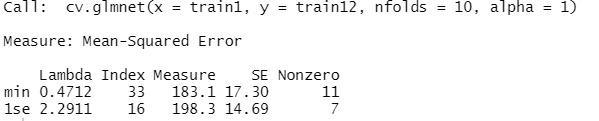 Call:  cv.glmnet(x = train1, y = train12, nfolds = 10, alpha = 1)
Measure: Mean-Squared Error
    Lambda Index Measure    SE Nonzero
min 0.4712    33   183.1 17.30      11
1se 2.2911    16   198.3 14.69       7